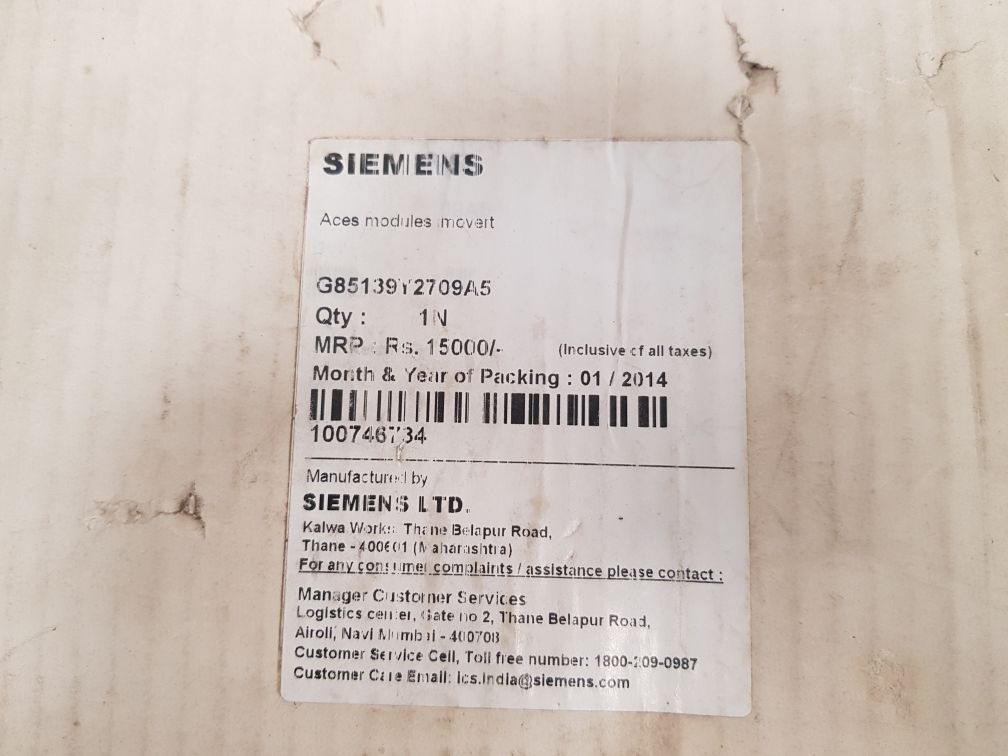 SIEMENS
Aces modules imovert
G85139Y2709A5
Qty : 1N
MRP : Rs. 15000/- (Inclusive of all taxes)
Month & Year of Packing : 01 / 2014
100746734
Manufactured by
SIEMENS LTD.
Kalwa Works Thane Belapur Road,
Thane - 400601 (Maharashtra)
For any consumer complaints / assistance please contact :
Manager Customer Services
Logistics center, Gate no 2, Thane Belapur Road,
Airoli, Navi Mumbai - 400708
Customer Service Cell, Toll free number: 1800-209-0987
Customer Care Email: ics.india@siemens.com